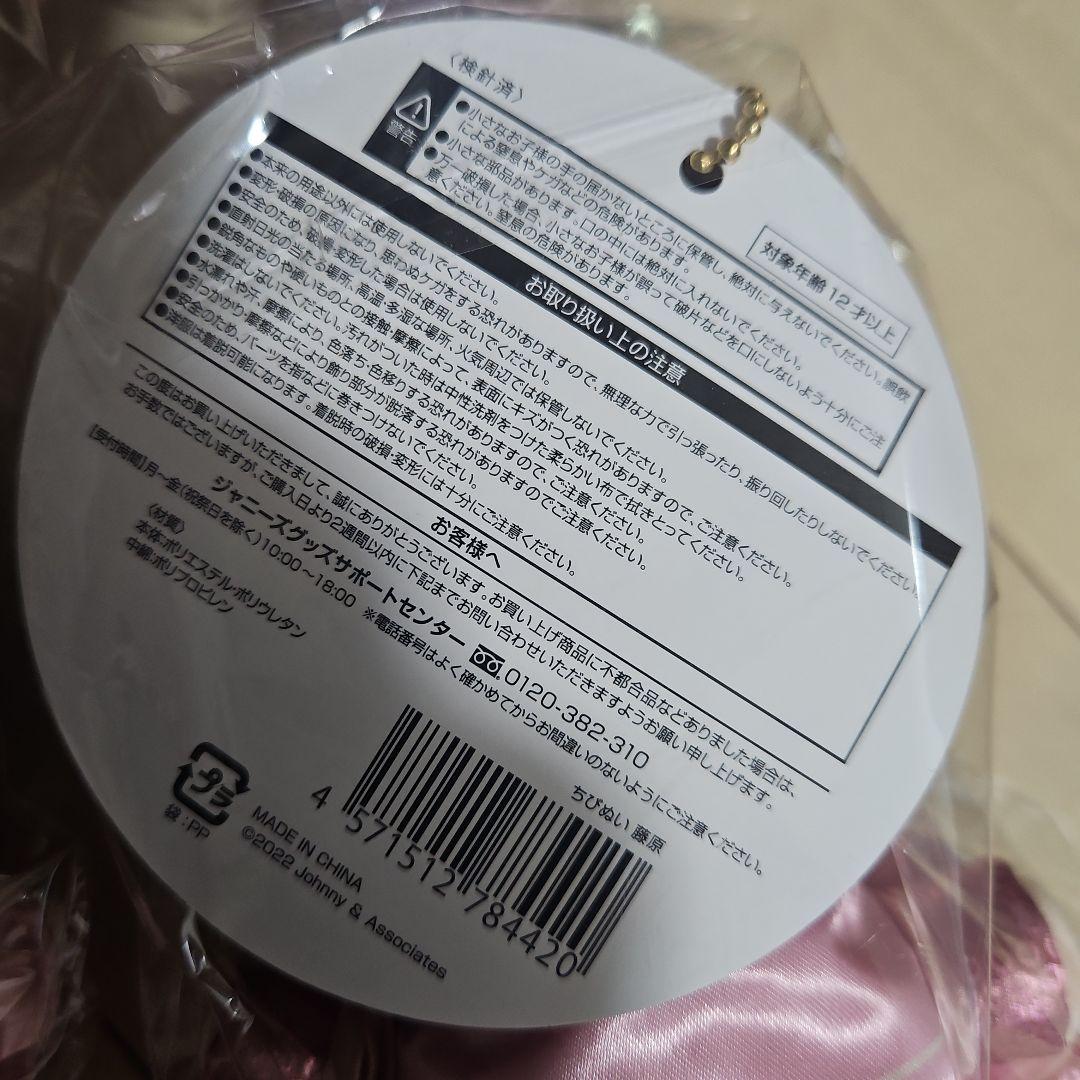 〈検針済〉
対象年齢12才以上
警告
●小さなお子様の手の届かないところに保管し、絶対に与えないでください。誤飲
による窒息やケガなどの危険があります。
●小さな部品があります。口の中には絶対に入れないでください。
●万一破損した場合、小さなお子様が誤って破片などを口にしないよう十分にご注
意ください。窒息の危険があります。
お取り扱い上の注意
●本来の用途以外には使用しないでください。
●変形・破損の原因になり、思わぬケガをする恐れがありますので、無理な力で引っ張ったり、振り回したりしないでください。
●安全のため、破損、変形した場合は使用しないでください。
●直射日光の当たる場所、高温・多湿な場所、火気周辺では保管しないでください。
●鋭角なものや硬いものとの接触・摩擦によって、表面にキズがつく恐れがありますので、ご注意ください。
●洗濯はしないでください。汚れがついた時は中性洗剤をつけた柔らかい布で拭きとってください。
●水濡れや汗、摩擦により、色落ち・色移りする恐れがありますので、ご注意ください。
●引っかかり・摩擦などにより飾り部分が脱落する恐れがありますのでご注意ください。
●安全のため、パーツを指などに巻きつけないでください。
●洋服は着脱可能になります。着脱時の破損・変形には十分にご注意ください。
お客様へ
この度はお買い上げいただきまして、誠にありがとうございます。お買い上げ商品に不都合品などありました場合は、
お手数ではございますが、ご購入日より2週間以内に下記までお問い合わせいただきますようお願い申し上げます。
ジャニーズグッズサポートセンター 0120-382-310
[受付時間]月〜金(祝祭日を除く)10:00〜18:00 ※電話番号はよく確かめてからお間違いのないようにご注意ください。
〈材質〉
本体:ポリエステル・ポリウレタン
中綿:ポリプロピレン
ちびぬい 藤原
4 571512 784420
プラ
袋:PP
MADE IN CHINA
©2022 Johnny & Associates